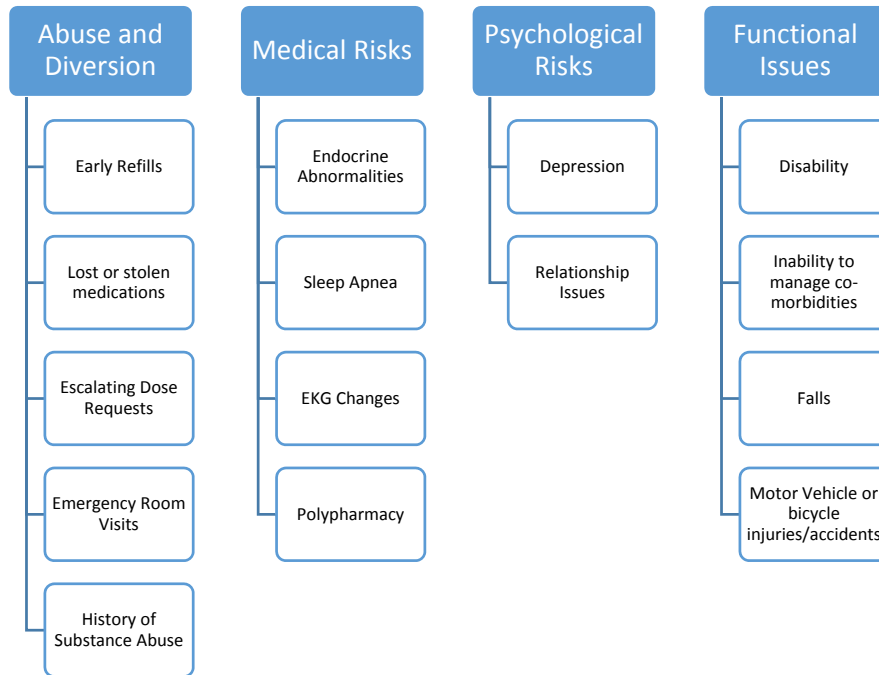 Abuse and
Diversion
Early Refills
Lost or stolen
medications
Escalating Dose
Requests
Emergency Room
Visits
History of
Substance Abuse
Medical Risks
Endocrine
Abnormalities
Sleep Apnea
EKG Changes
Polypharmacy
Psychological
Risks
Depression
Relationship
Issues
Functional
Issues
Disability
Inability to
manage co-
morbidities
Falls
Motor Vehicle or
bicycle
injuries/accidents